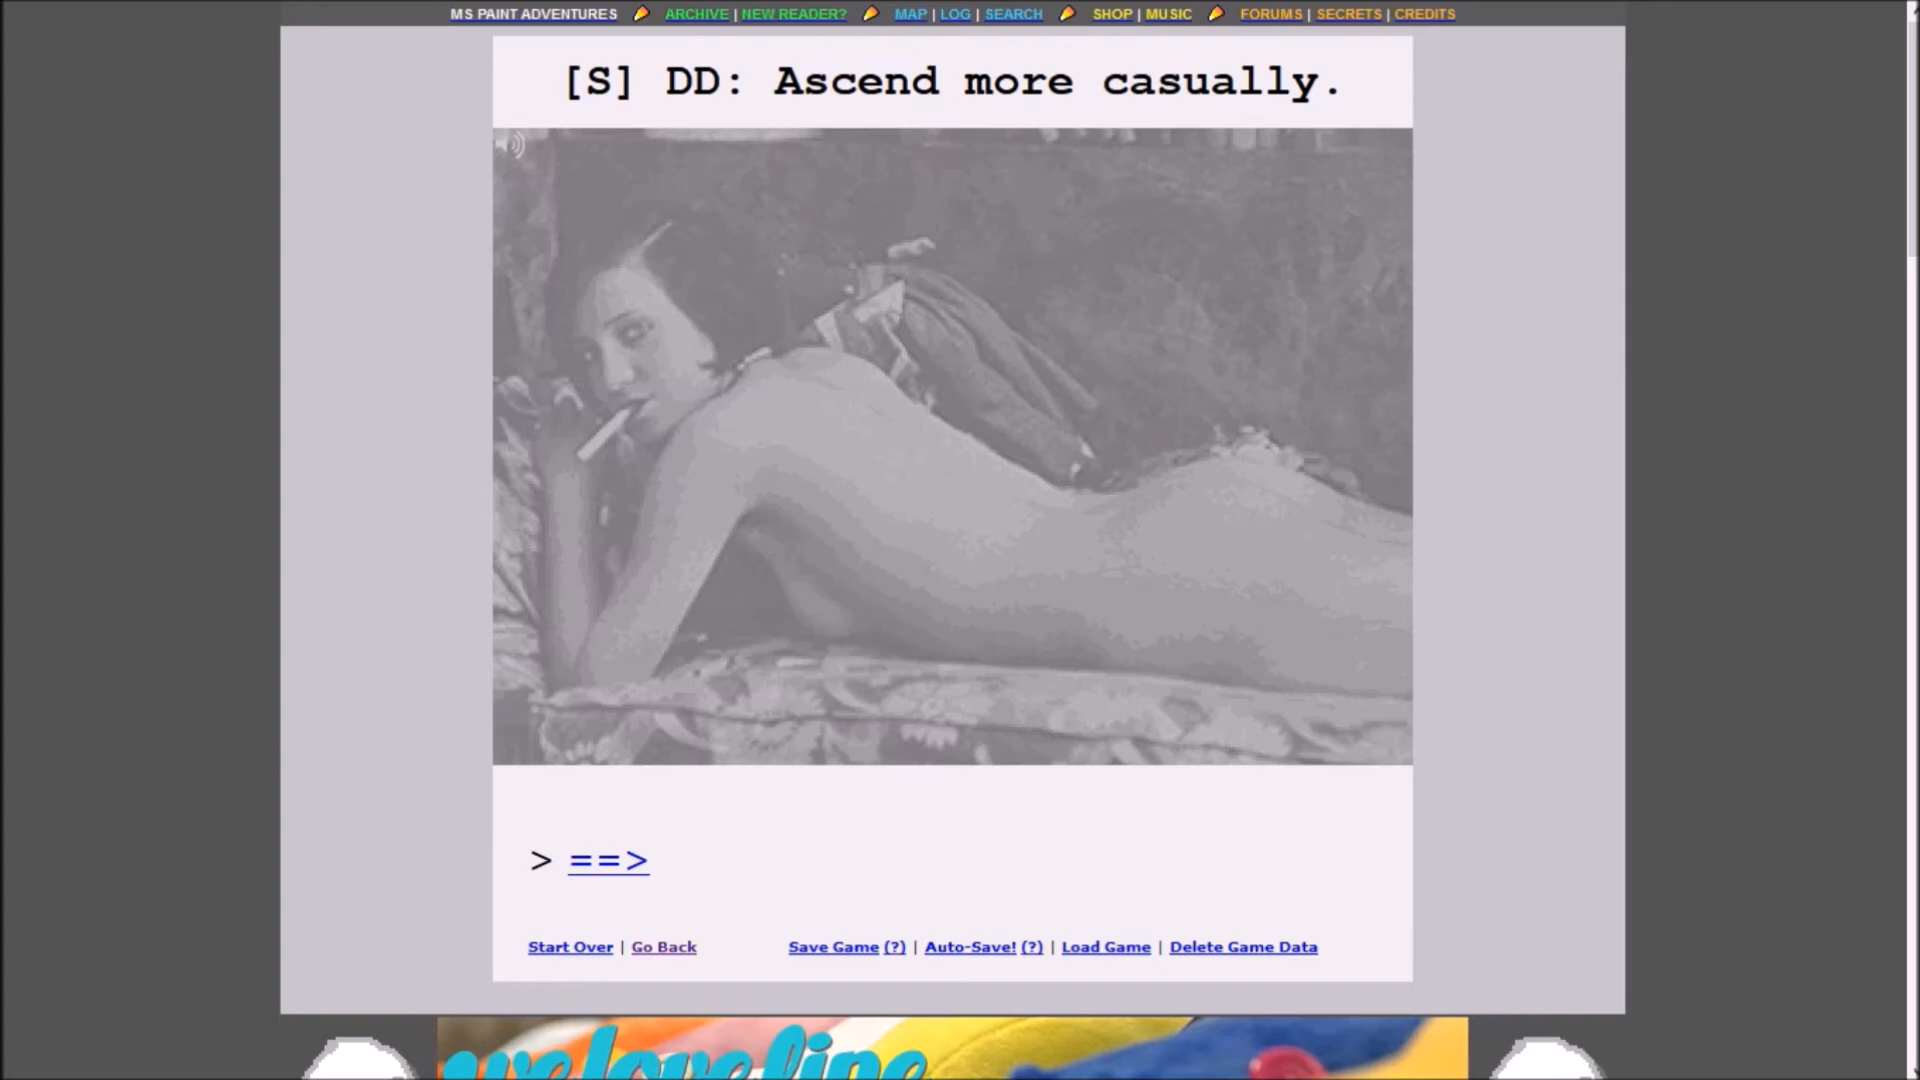 MS PAINT ADVENTURES ARCHIVE | NEW READER? MAP | LOG | SEARCH SHOP | MUSIC FORUMS | SECRETS | CREDITS
[S] DD: Ascend more casually.
> ==>
Start Over | Go Back Save Game (?) | Auto-Save! (?) | Load Game | Delete Game Data
welovefine